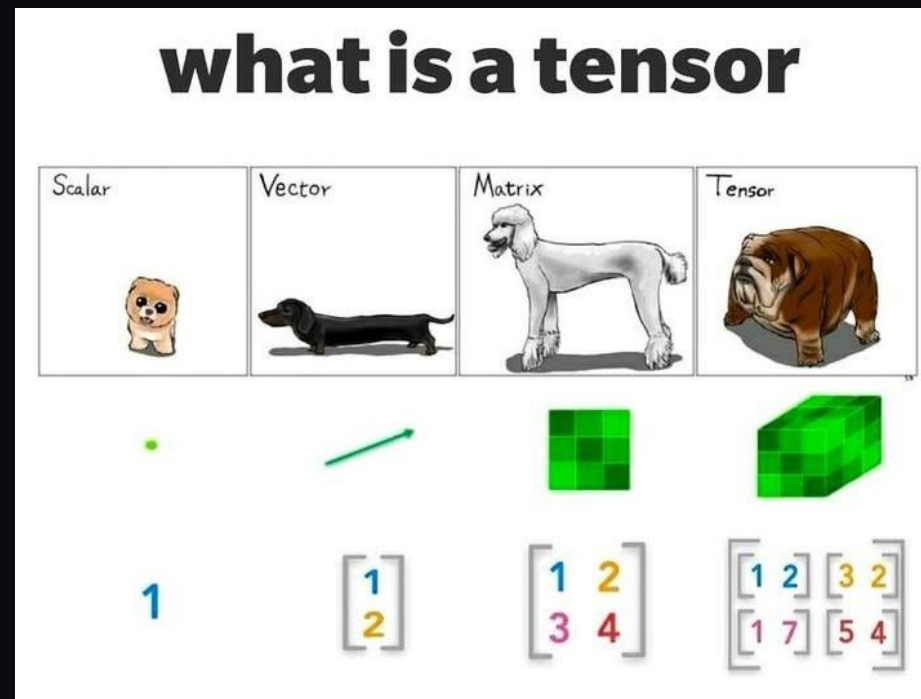 what is a tensor
Scalar
Vector
Matrix
Tensor
1
1
2
1 2
3 4
1 2 3 2
1 7 5 4